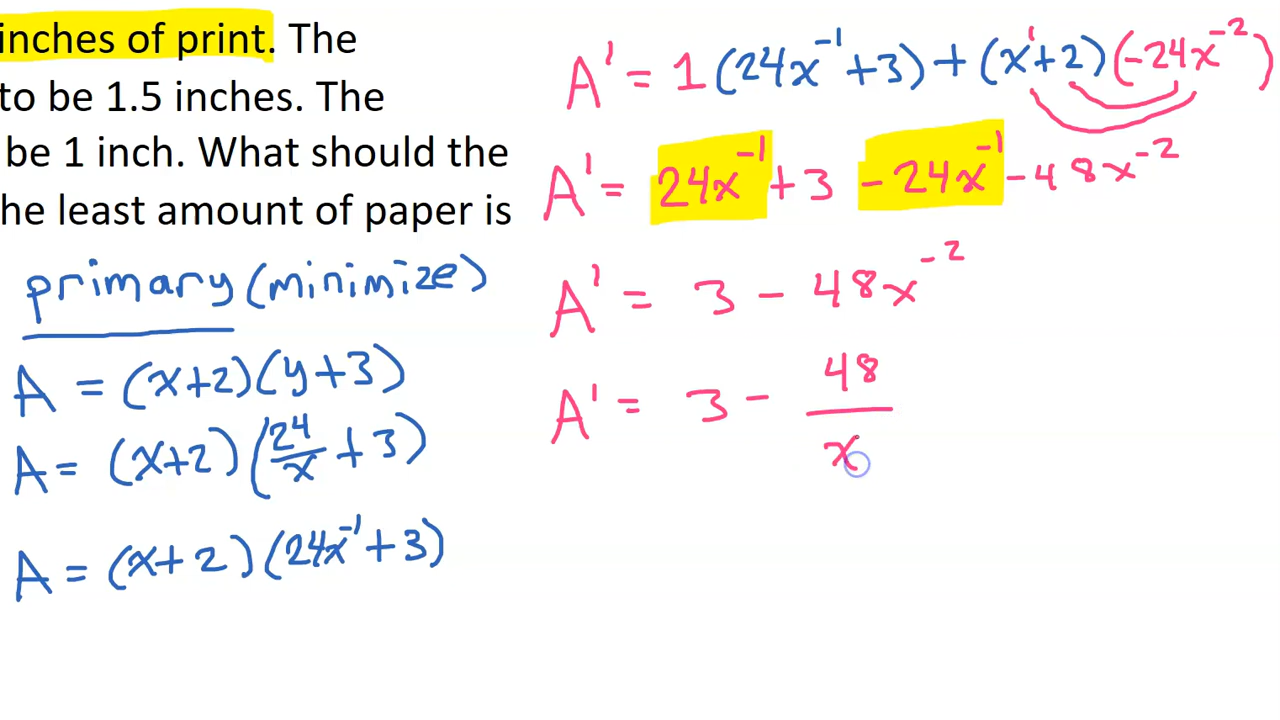 inches of print. The
to be 1.5 inches. The
be 1 inch. What should the
he least amount of paper is
primary (minimize)
A = (x+2)(y+3)
A = (x+2)(24/x + 3)
A = (x+2)(24x⁻¹+3)
A' = 1(24x⁻¹+3) + (x¹+2)(-24x⁻²)
A' = 24x⁻¹ + 3 - 24x⁻¹ - 48x⁻²
A' = 3 - 48x⁻²
A' = 3 - 48/x